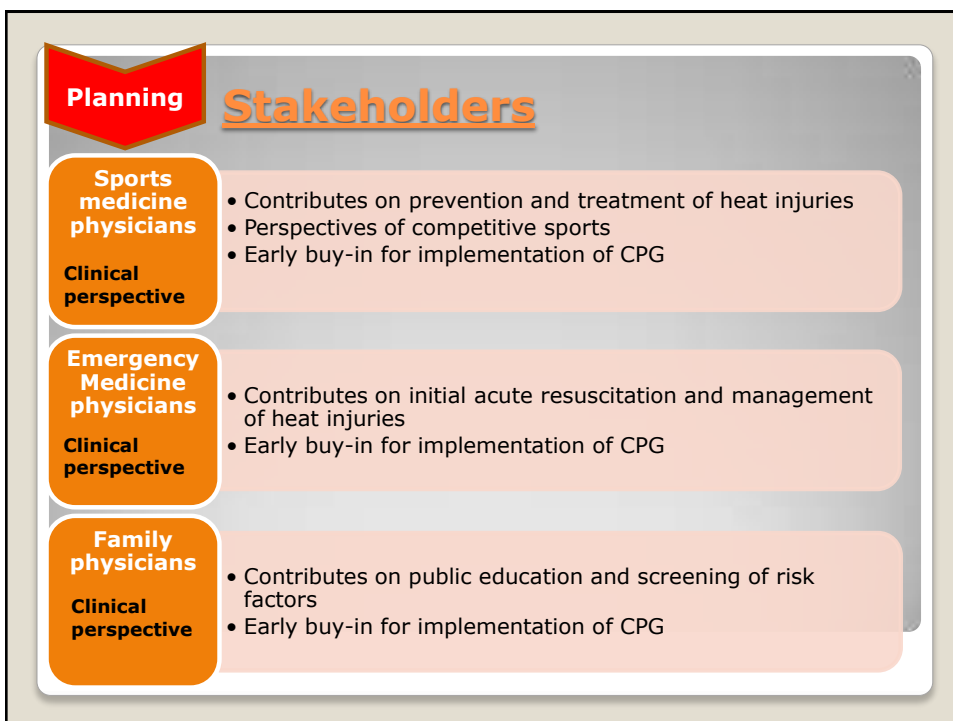 Planning
Stakeholders
Sports
medicine
physicians
Clinical
perspective
• Contributes on prevention and treatment of heat injuries
• Perspectives of competitive sports
• Early buy-in for implementation of CPG
Emergency
Medicine
physicians
Clinical
perspective
• Contributes on initial acute resuscitation and management
of heat injuries
• Early buy-in for implementation of CPG
Family
physicians
Clinical
perspective
• Contributes on public education and screening of risk
factors
• Early buy-in for implementation of CPG